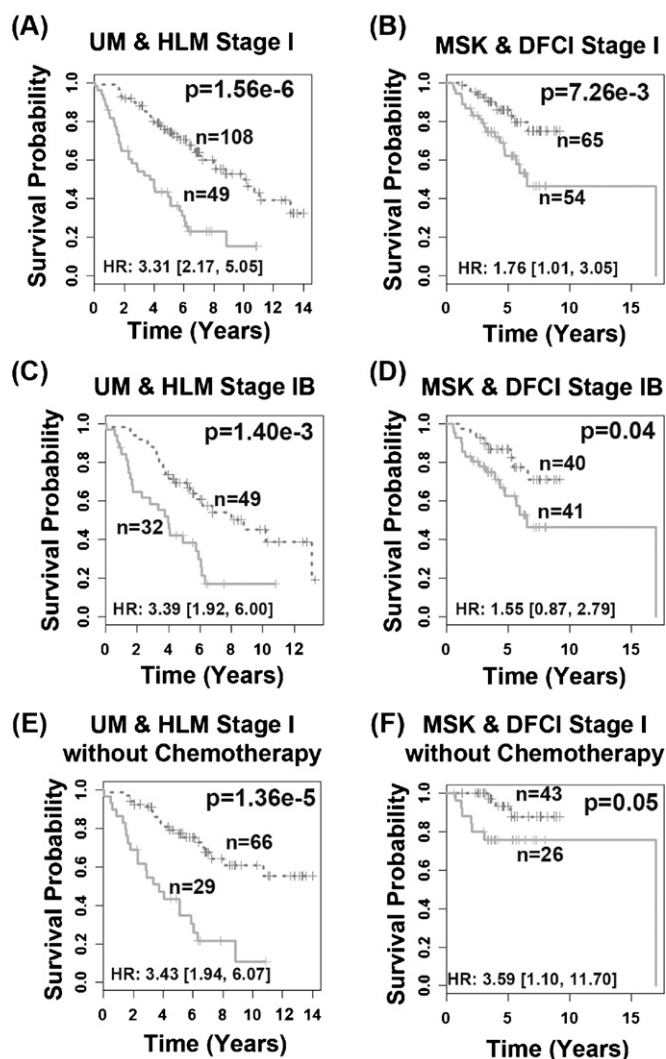 (A) UM & HLM Stage I
Survival Probability
1.0
0.8
0.6
0.4
0.2
0.0
p=1.56e-6
n=108
n=49
HR: 3.31 [2.17, 5.05]
0 2 4 6 8 10 12 14
Time (Years)
(B) MSK & DFCI Stage I
Survival Probability
1.0
0.8
0.6
0.4
0.2
0.0
p=7.26e-3
n=65
n=54
HR: 1.76 [1.01, 3.05]
0 5 10 15
Time (Years)
(C) UM & HLM Stage IB
Survival Probability
1.0
0.8
0.6
0.4
0.2
0.0
p=1.40e-3
n=49
n=32
HR: 3.39 [1.92, 6.00]
0 2 4 6 8 10 12
Time (Years)
(D) MSK & DFCI Stage IB
Survival Probability
1.0
0.8
0.6
0.4
0.2
0.0
p=0.04
n=40
n=41
HR: 1.55 [0.87, 2.79]
0 5 10 15
Time (Years)
(E) UM & HLM Stage I
without Chemotherapy
Survival Probability
1.0
0.8
0.6
0.4
0.2
0.0
p=1.36e-5
n=66
n=29
HR: 3.43 [1.94, 6.07]
0 2 4 6 8 10 12 14
Time (Years)
(F) MSK & DFCI Stage I
without Chemotherapy
Survival Probability
1.0
0.8
0.6
0.4
0.2
0.0
n=43
p=0.05
n=26
HR: 3.59 [1.10, 11.70]
0 5 10 15
Time (Years)